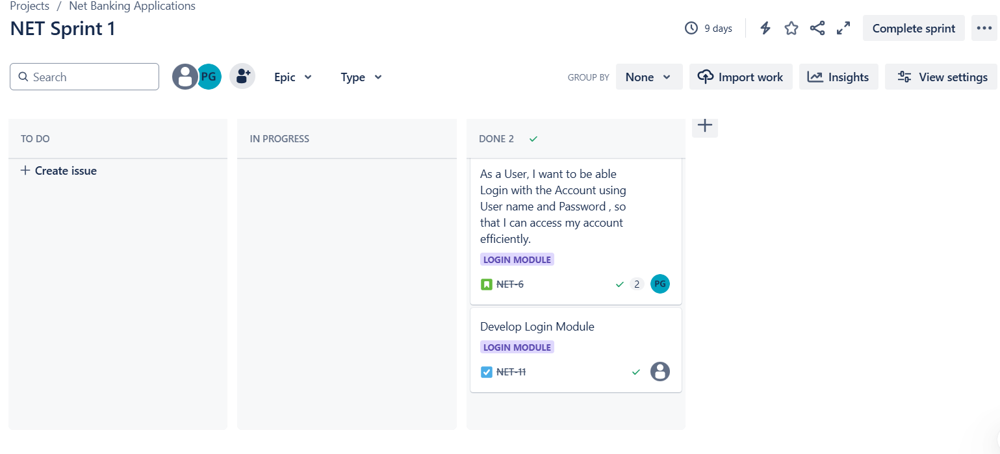 Projects / Net Banking Applications
NET Sprint 1
9 days
Complete sprint
Search
PG
Epic
Type
GROUP BY
None
Import work
Insights
View settings
TO DO
IN PROGRESS
DONE 2
Create issue
As a User, I want to be able
Login with the Account using
User name and Password , so
that I can access my account
efficiently.
LOGIN MODULE
NET-6
2
PG
Develop Login Module
LOGIN MODULE
NET-11